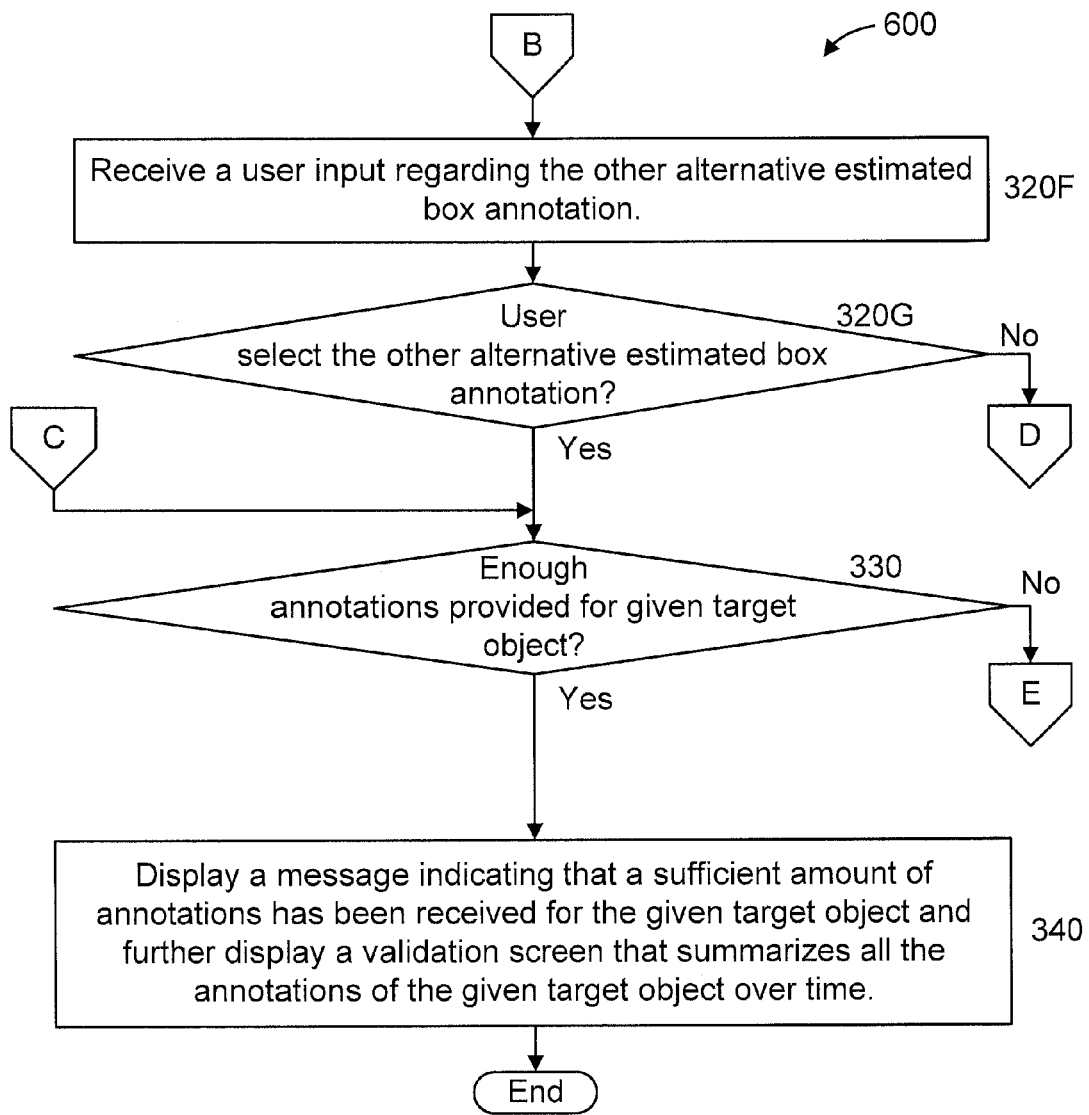 B
600
Receive a user input regarding the other alternative estimated
box annotation.
320F
User
320G
select the other alternative estimated box
annotation?
No
D
C
Yes
Enough
330
annotations provided for given target
object?
No
E
Yes
Display a message indicating that a sufficient amount of
annotations has been received for the given target object and
further display a validation screen that summarizes all the
annotations of the given target object over time.
340
End